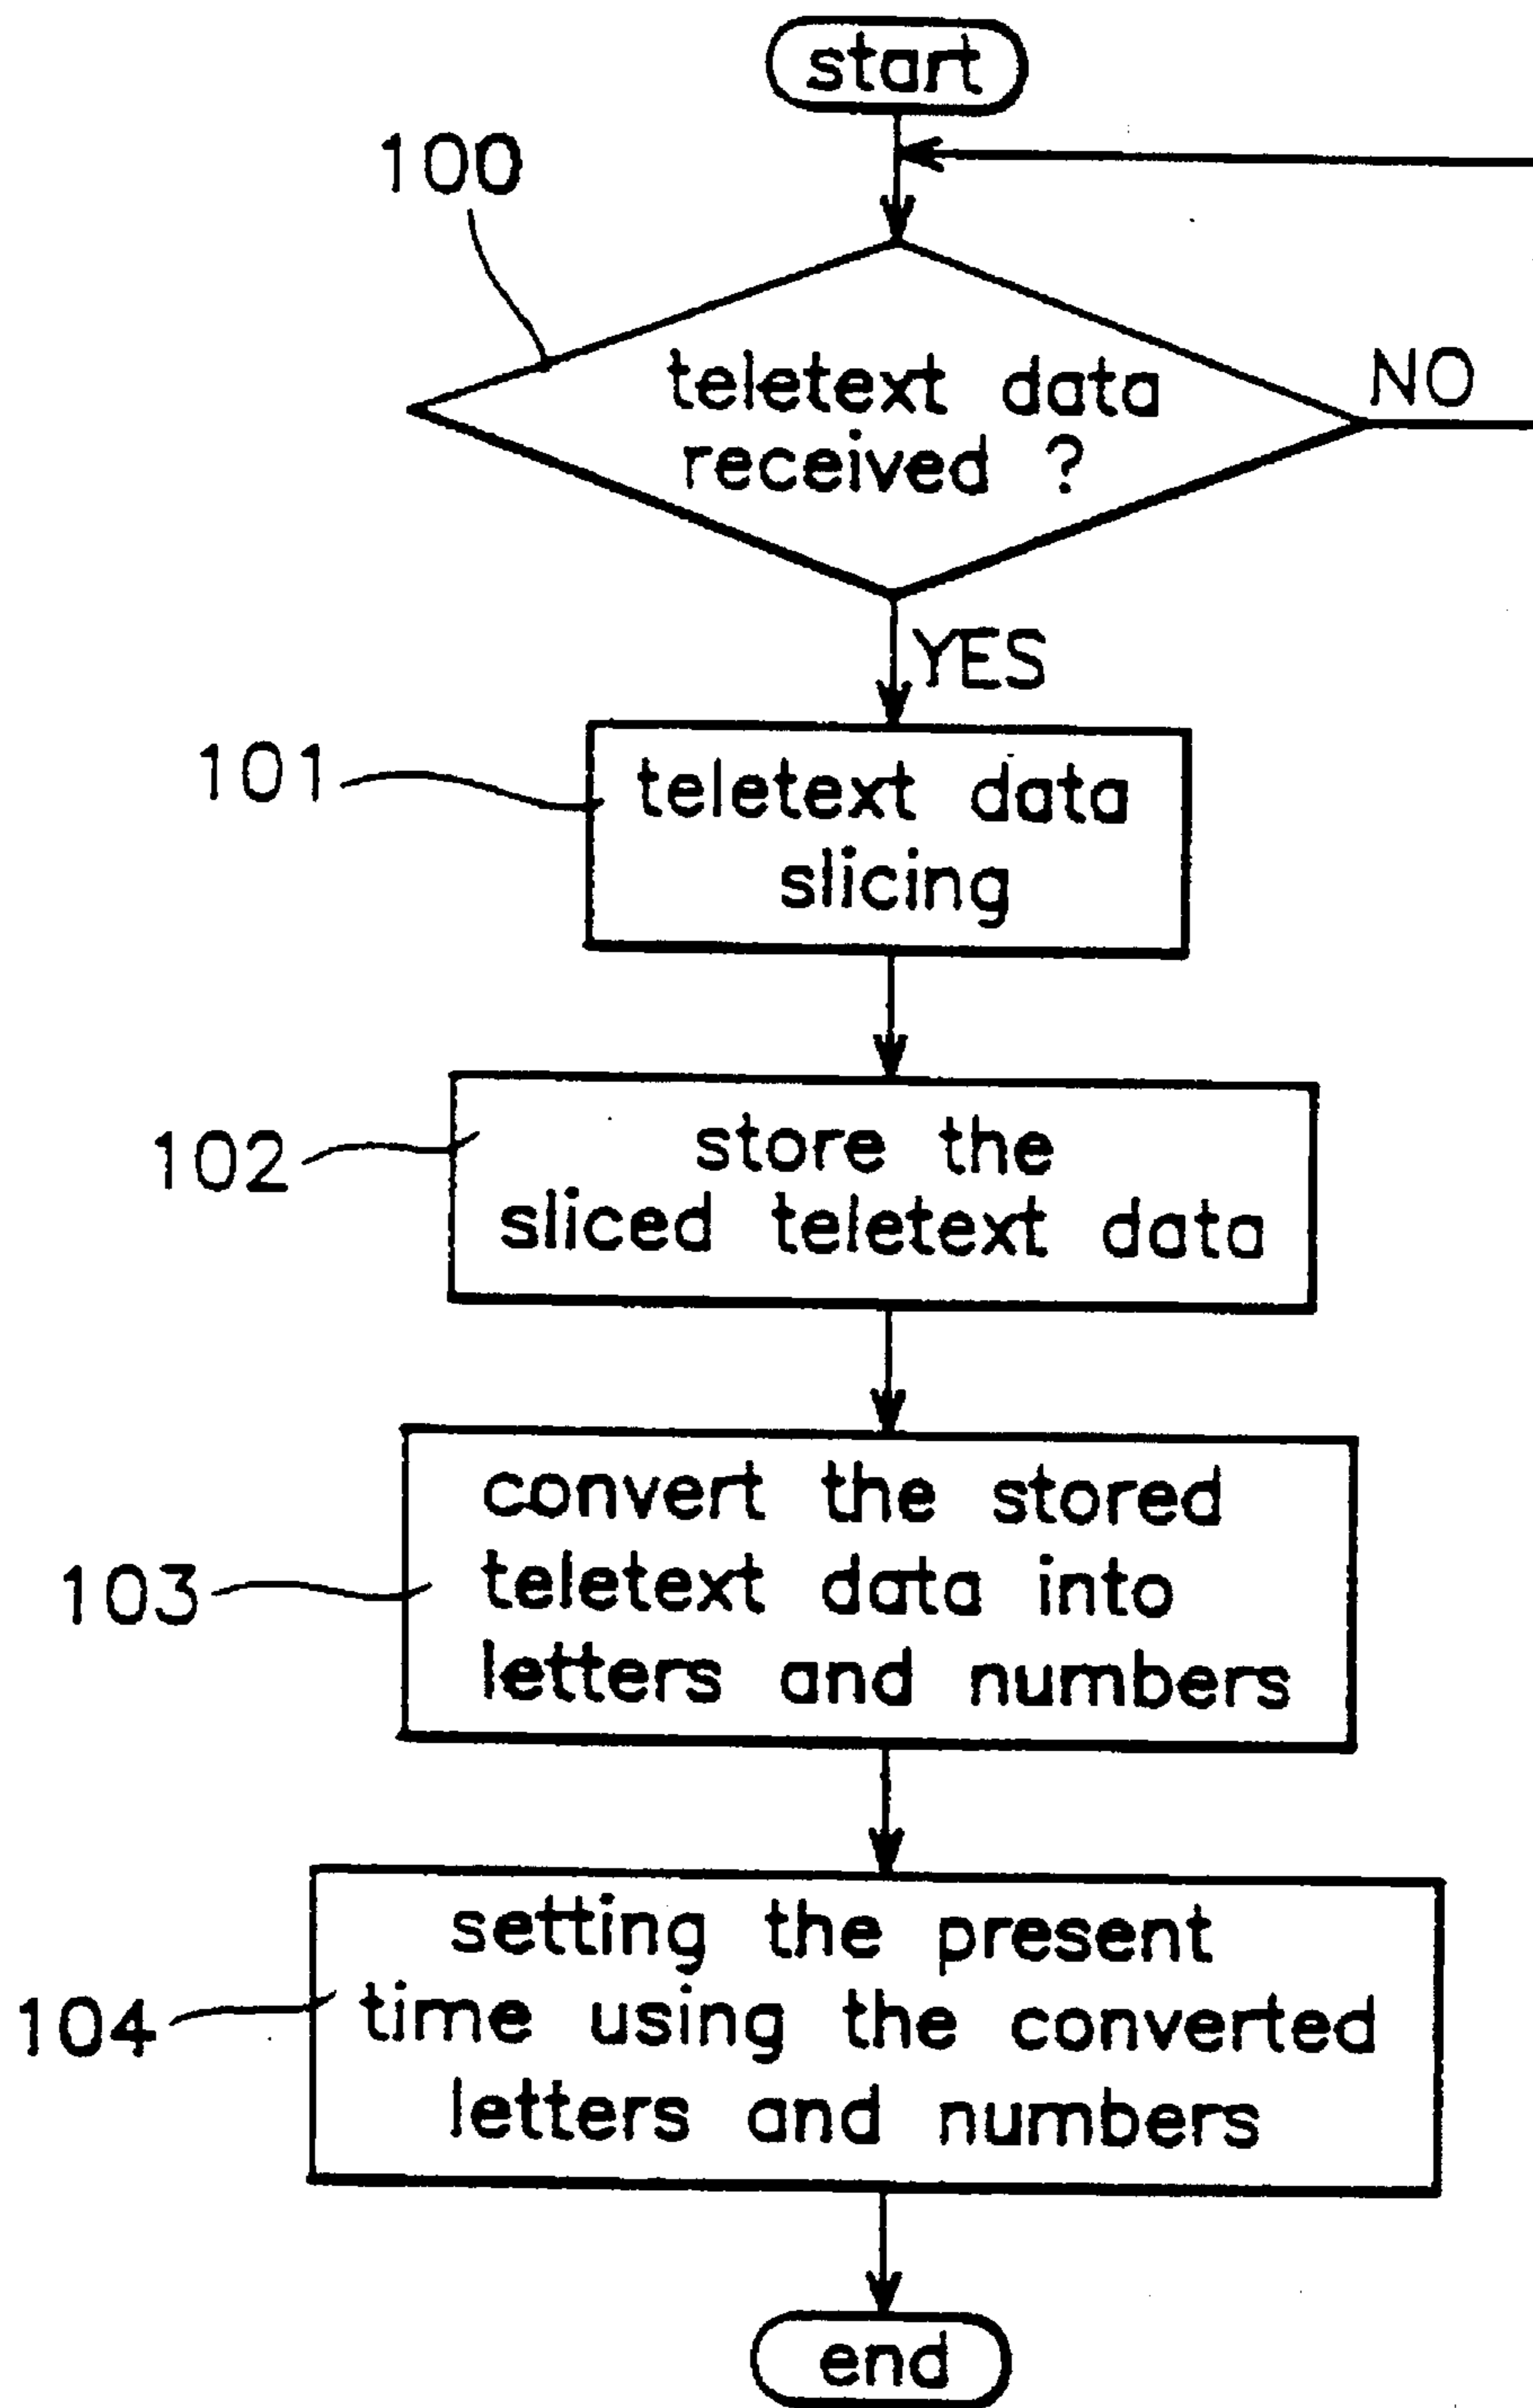 start
100
teletext data
received ?
NO
YES
101
teletext data
slicing
102
store the
sliced teletext data
103
convert the stored
teletext data into
letters and numbers
104
setting the present
time using the converted
letters and numbers
end